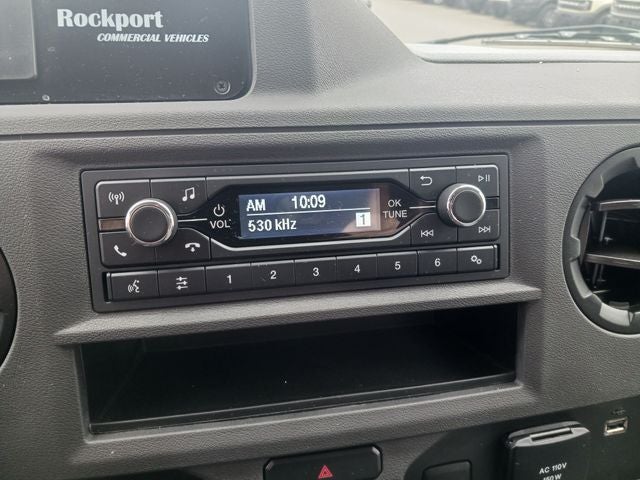 Rockport
COMMERCIAL VEHICLES
AM 10:09
530 kHz 1
VOL
OK
TUNE
1 2 3 4 5 6
AC 110V
150W